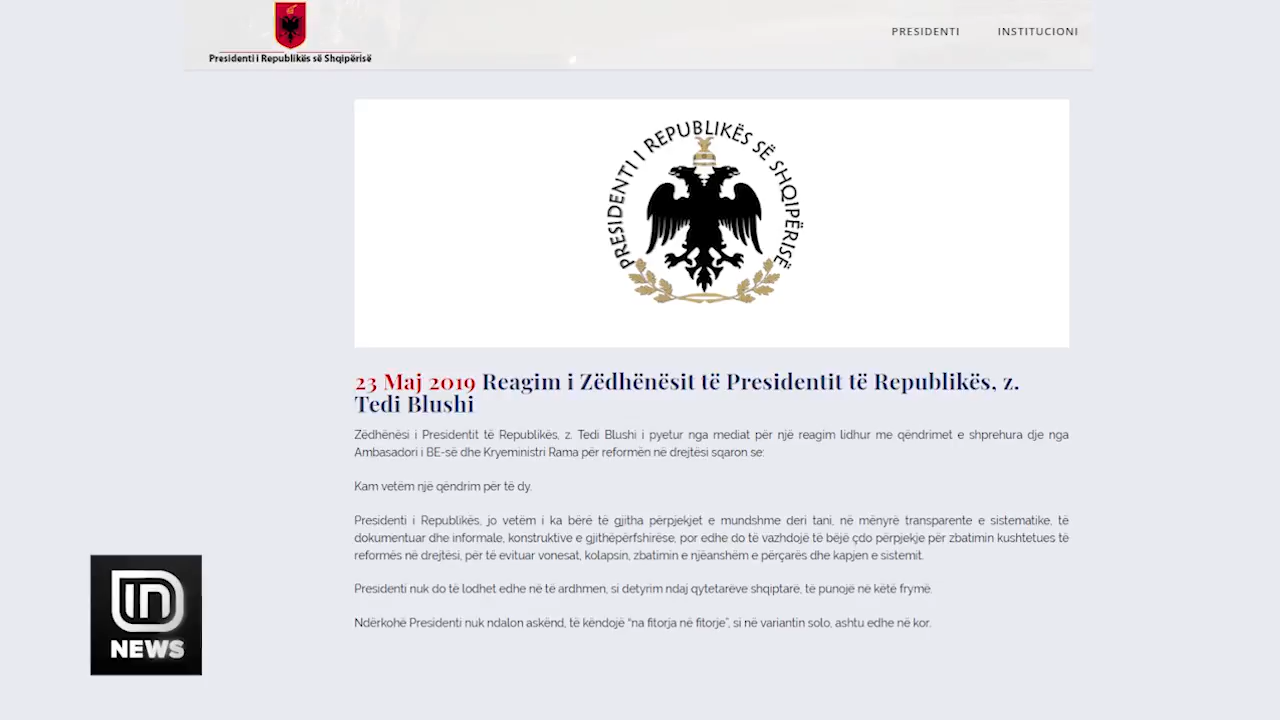 Presidenti i Republikës së Shqipërisë
PRESIDENTI INSTITUCIONI
PRESIDENTI I REPUBLIKËS SË SHQIPËRISË
23 Maj 2019 Reagim i Zëdhënësit të Presidentit të Republikës, z.
Tedi Blushi
Zëdhënësi i Presidentit të Republikës, z. Tedi Blushi i pyetur nga mediat për një reagim lidhur me qëndrimet e shprehura dje nga
Ambasadori i BE-së dhe Kryeministri Rama për reformën në drejtësi sqaron se:
Kam vetëm një qëndrim për të dy.
Presidenti i Republikës, jo vetëm i ka bërë të gjitha përpjekjet e mundshme deri tani, në mënyrë transparente e sistematike, të
dokumentuar dhe informale, konstruktive e gjithëpërfshirëse, por edhe do të vazhdojë të bëjë çdo përpjekje për zbatimin kushtetues të
reformës në drejtësi, për të evituar vonesat, kolapsin, zbatimin e njëanshëm e përçarës dhe kapjen e sistemit.
Presidenti nuk do të lodhet edhe në të ardhmen, si detyrim ndaj qytetarëve shqiptarë, të punojë në këtë frymë.
Ndërkohë Presidenti nuk ndalon askënd, të këndojë “na fitorja në fitorje”, si në variantin solo, ashtu edhe në kor.
IN
NEWS